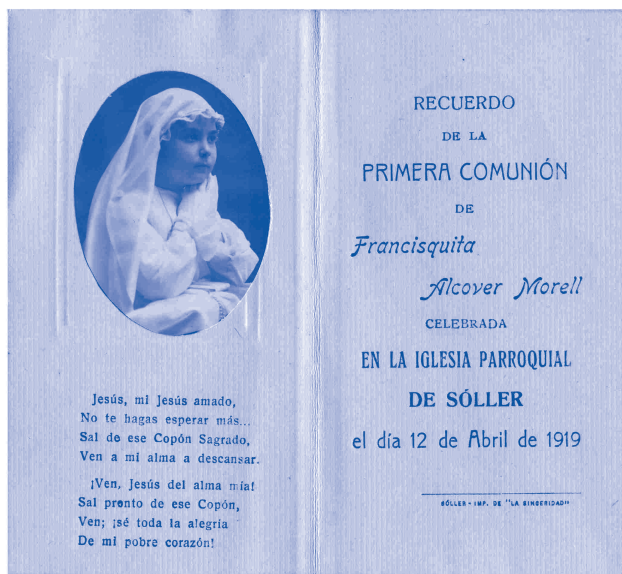 Jesús, mi Jesús amado,
No te hagas esperar más...
Sal de ese Copón Sagrado,
Ven a mi alma a descansar.
¡Ven, Jesús del alma mía!
Sal pronto de ese Copón,
Ven; ¡sé toda la alegría
De mi pobre corazón!
RECUERDO
DE LA
PRIMERA COMUNIÓN
DE
Francisquita
Alcover Morell
CELEBRADA
EN LA IGLESIA PARROQUIAL
DE SÓLLER
el día 12 de Abril de 1919
SÓLLER - IMP. DE "LA SINCERIDAD"